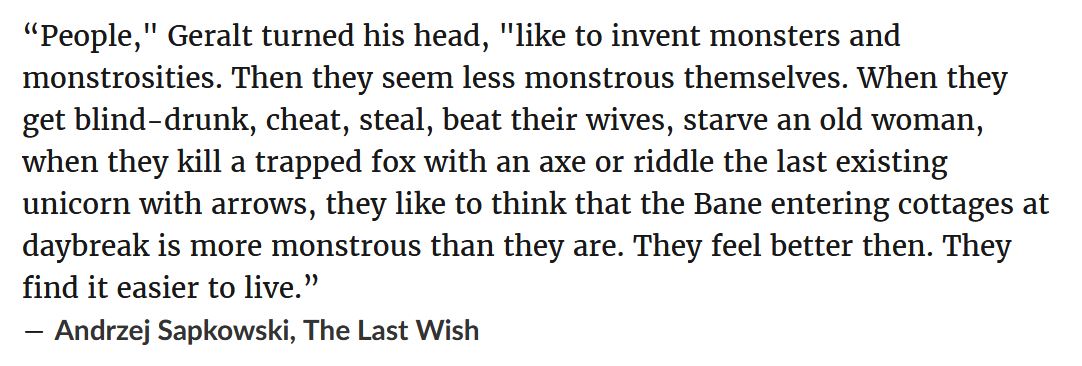 “People," Geralt turned his head, "like to invent monsters and
monstrosities. Then they seem less monstrous themselves. When they
get blind-drunk, cheat, steal, beat their wives, starve an old woman,
when they kill a trapped fox with an axe or riddle the last existing
unicorn with arrows, they like to think that the Bane entering cottages at
daybreak is more monstrous than they are. They feel better then. They
find it easier to live.”
― Andrzej Sapkowski, The Last Wish